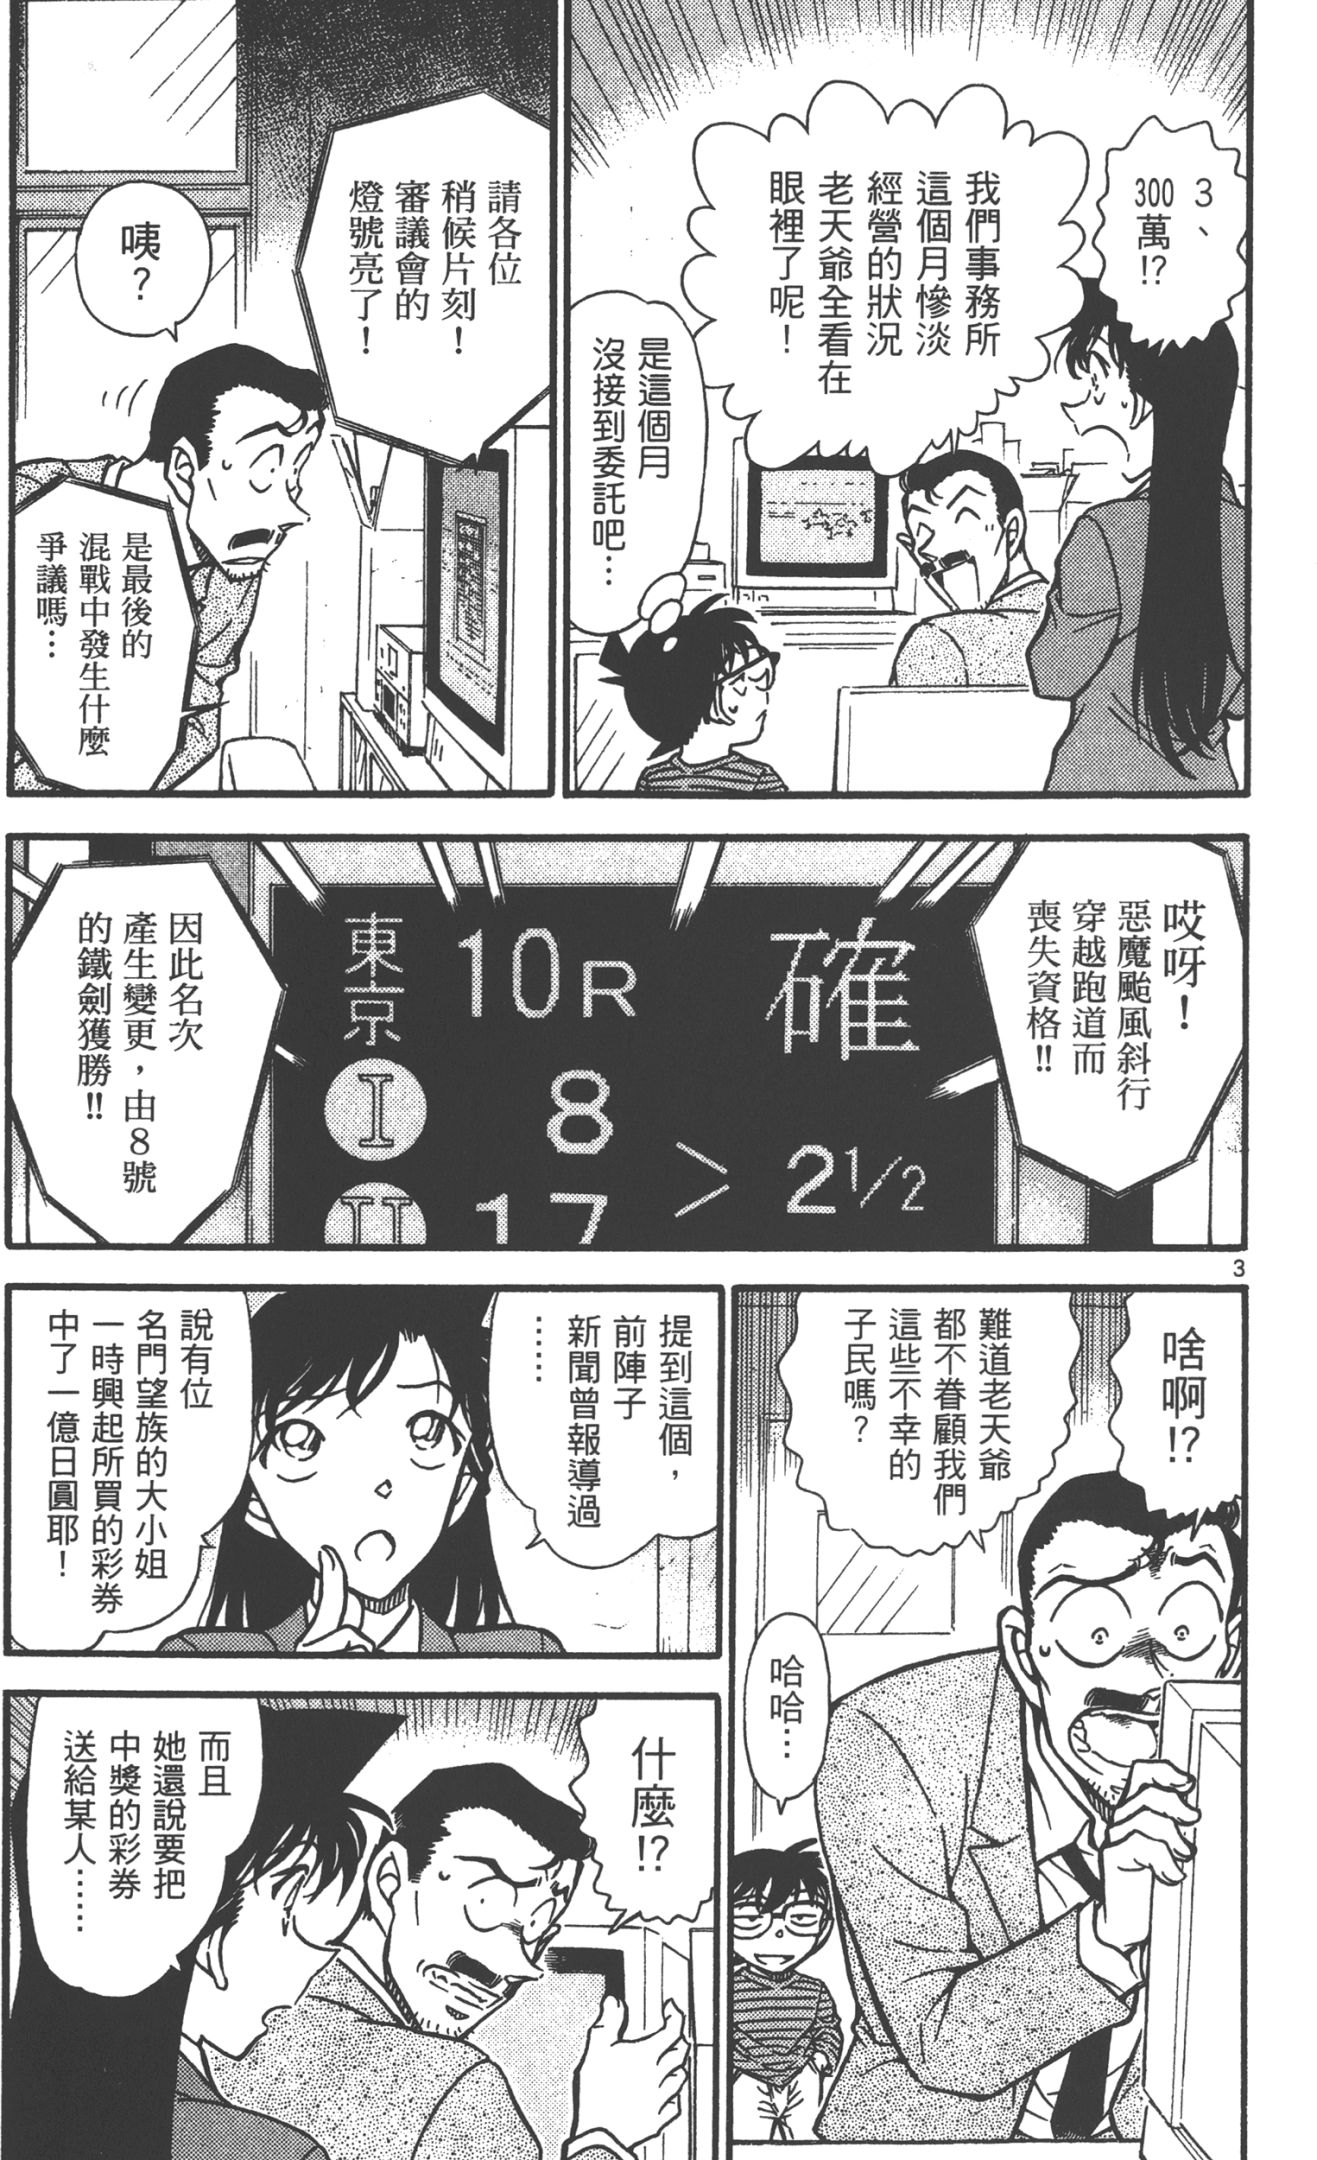 3、
300萬!?
我們事務所
這個月慘淡
經營的狀況
老天爺全看在
眼裡了呢！
是這個月
沒接到委託吧…
請各位
稍候片刻！
審議會的
燈號亮了！
咦？
是最後的
混戰中發生什麼
爭議嗎…
哎呀！
惡魔颱風斜行
穿越跑道而
喪失資格!!
東京 10R 確
I 8
> 2 1/2
II 17
因此名次
產生變更，由8號
的鐵劍獲勝!!
3
啥啊!?
難道老天爺
都不眷顧我們
這些不幸的
子民嗎？
哈哈…
提到這個，
前陣子
新聞曾報導過
……
說有位
名門望族的大小姐
一時興起所買的彩券
中了一億日圓耶！
什麼!?
而且
她還說要把
中獎的彩券
送給某人……